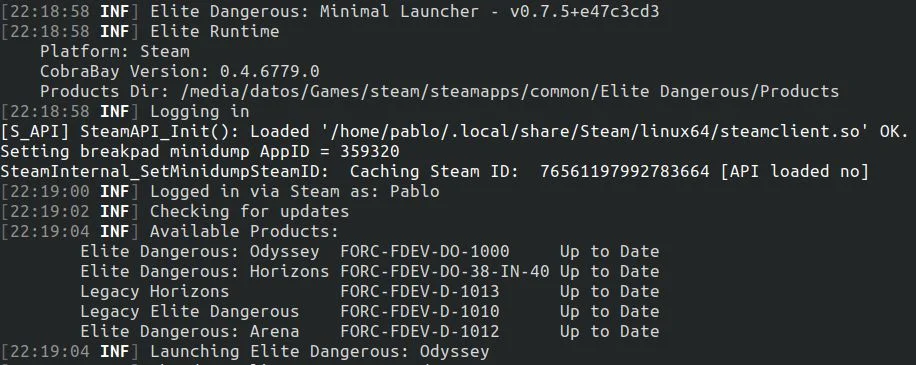 [22:18:58 INF] Elite Dangerous: Minimal Launcher - v0.7.5+e47c3cd3
[22:18:58 INF] Elite Runtime
Platform: Steam
CobraBay Version: 0.4.6779.0
Products Dir: /media/datos/Games/steam/steamapps/common/Elite Dangerous/Products
[22:18:58 INF] Logging in
[S_API] SteamAPI_Init(): Loaded '/home/pablo/.local/share/Steam/linux64/steamclient.so' OK.
Setting breakpad minidump AppID = 359320
SteamInternal_SetMinidumpSteamID:  Caching Steam ID:  76561197992783664 [API loaded no]
[22:19:00 INF] Logged in via Steam as: Pablo
[22:19:02 INF] Checking for updates
[22:19:04 INF] Available Products:
Elite Dangerous: Odyssey  FORC-FDEV-DO-1000     Up to Date
Elite Dangerous: Horizons FORC-FDEV-DO-38-IN-40 Up to Date
Legacy Horizons           FORC-FDEV-D-1013      Up to Date
Legacy Elite Dangerous    FORC-FDEV-D-1010      Up to Date
Elite Dangerous: Arena    FORC-FDEV-D-1012      Up to Date
[22:19:04 INF] Launching Elite Dangerous: Odyssey